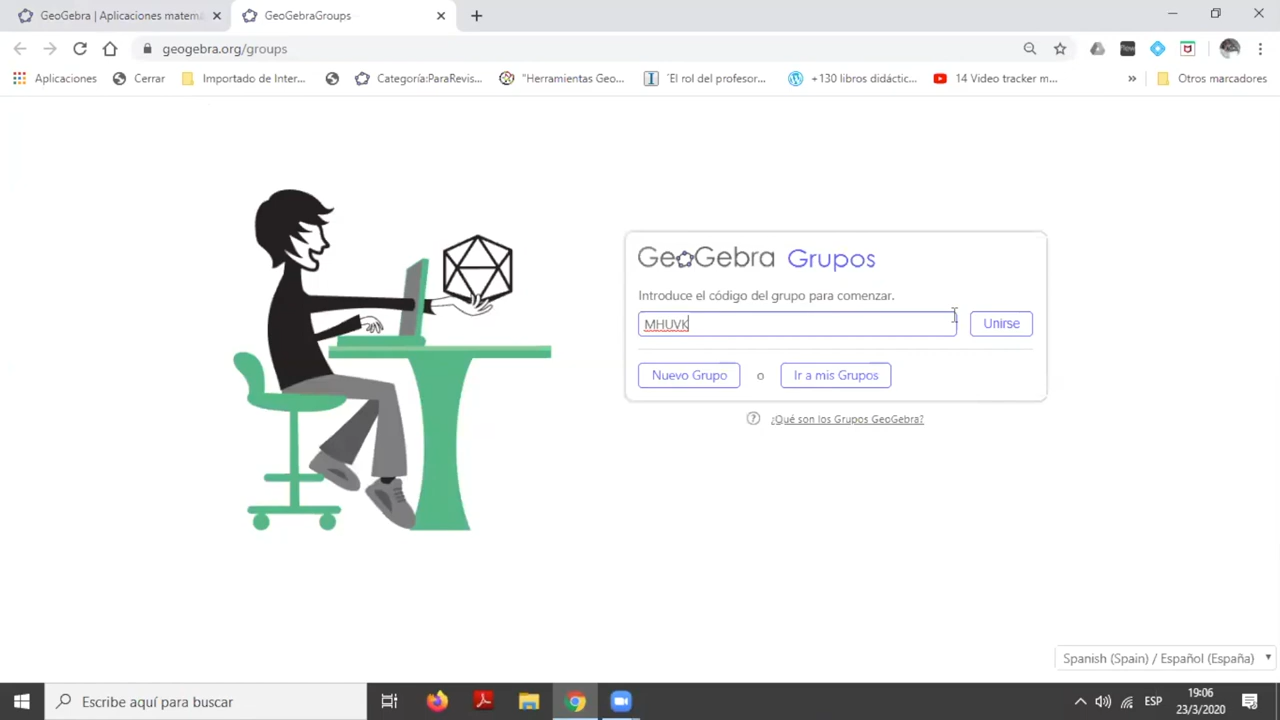 GeoGebra | Aplicaciones matemá
GeoGebraGroups
geogebra.org/groups
Aplicaciones
Cerrar
Importado de Inter...
Categoría:ParaRevis...
"Herramientas Geo...
´El rol del profesor...
+130 libros didáctic...
14 Video tracker m...
»
Otros marcadores
GeoGebra Grupos
Introduce el código del grupo para comenzar.
MHUVK
Unirse
Nuevo Grupo o Ir a mis Grupos
? ¿Qué son los Grupos GeoGebra?
Spanish (Spain) / Español (España)
Escribe aquí para buscar
ESP
19:06
23/3/2020